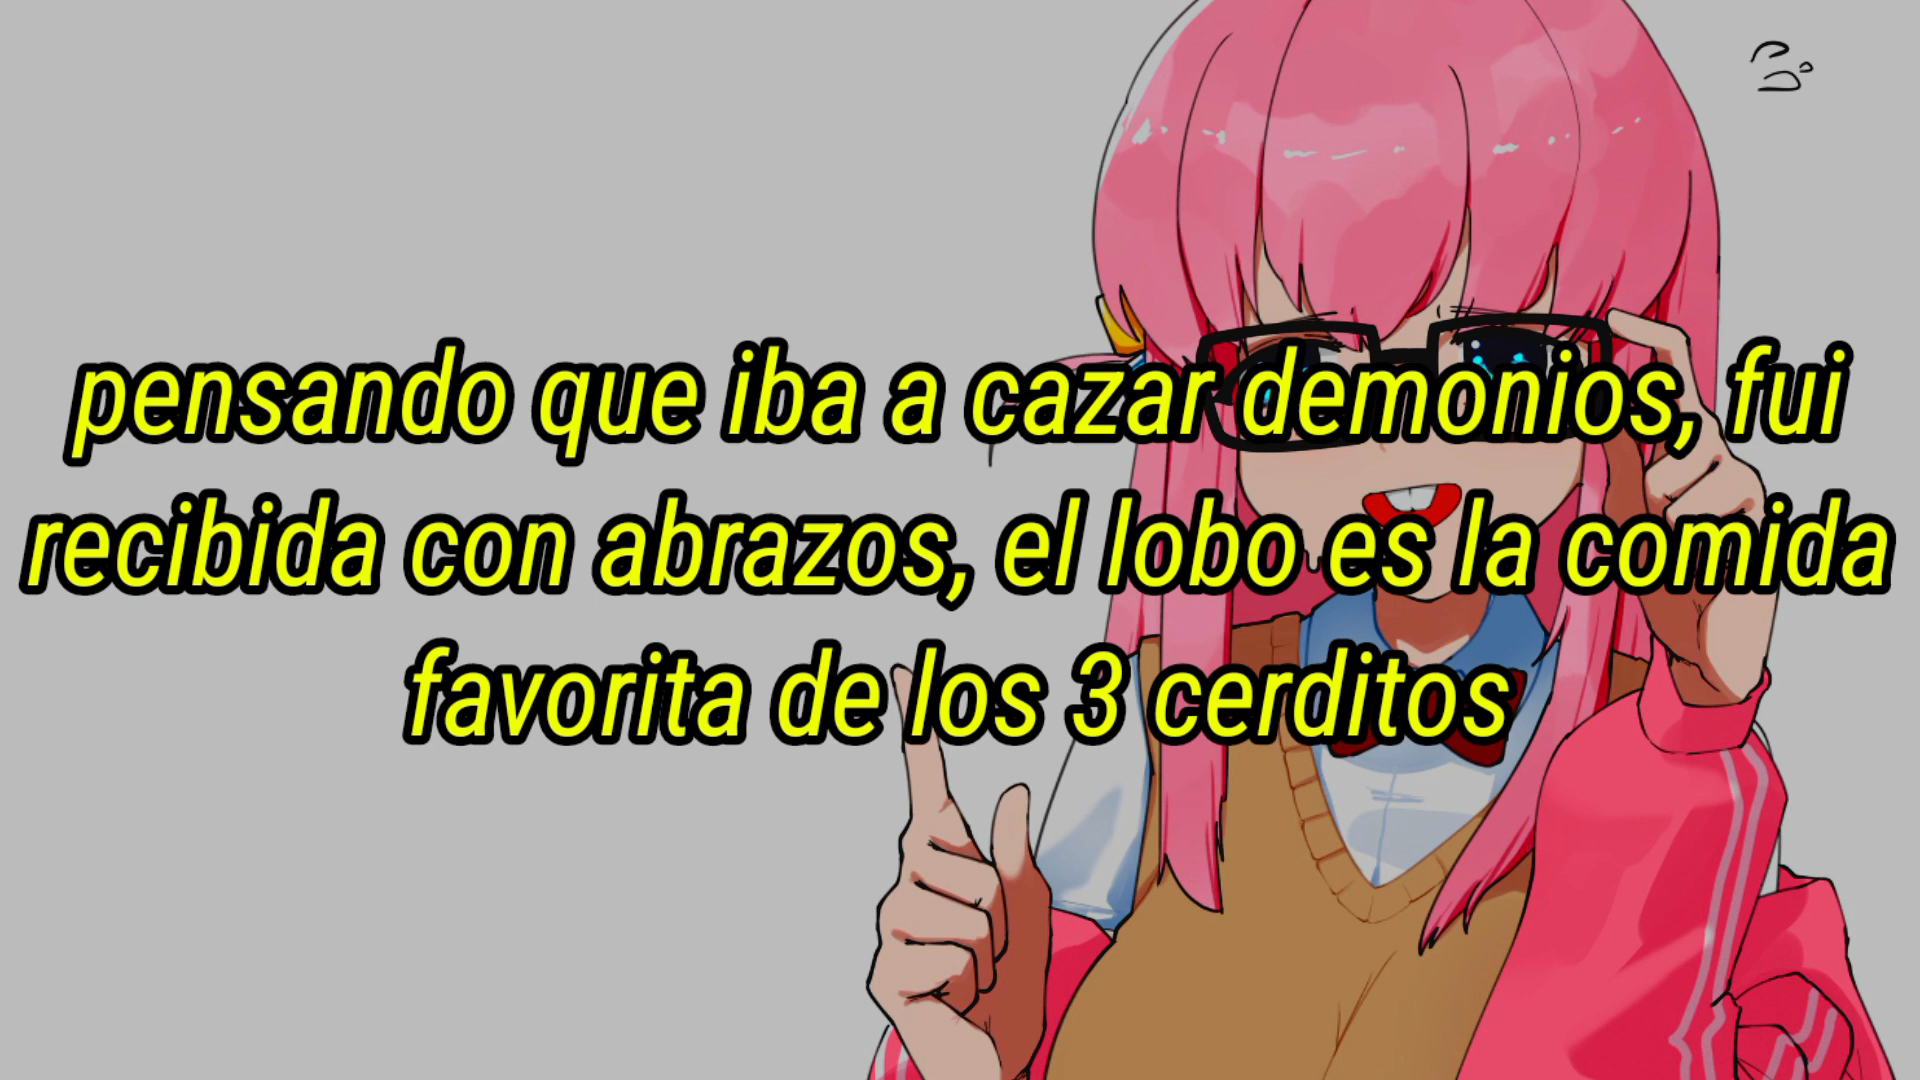 pensando que iba a cazar demonios, fui
recibida con abrazos, el lobo es la comida
favorita de los 3 cerditos